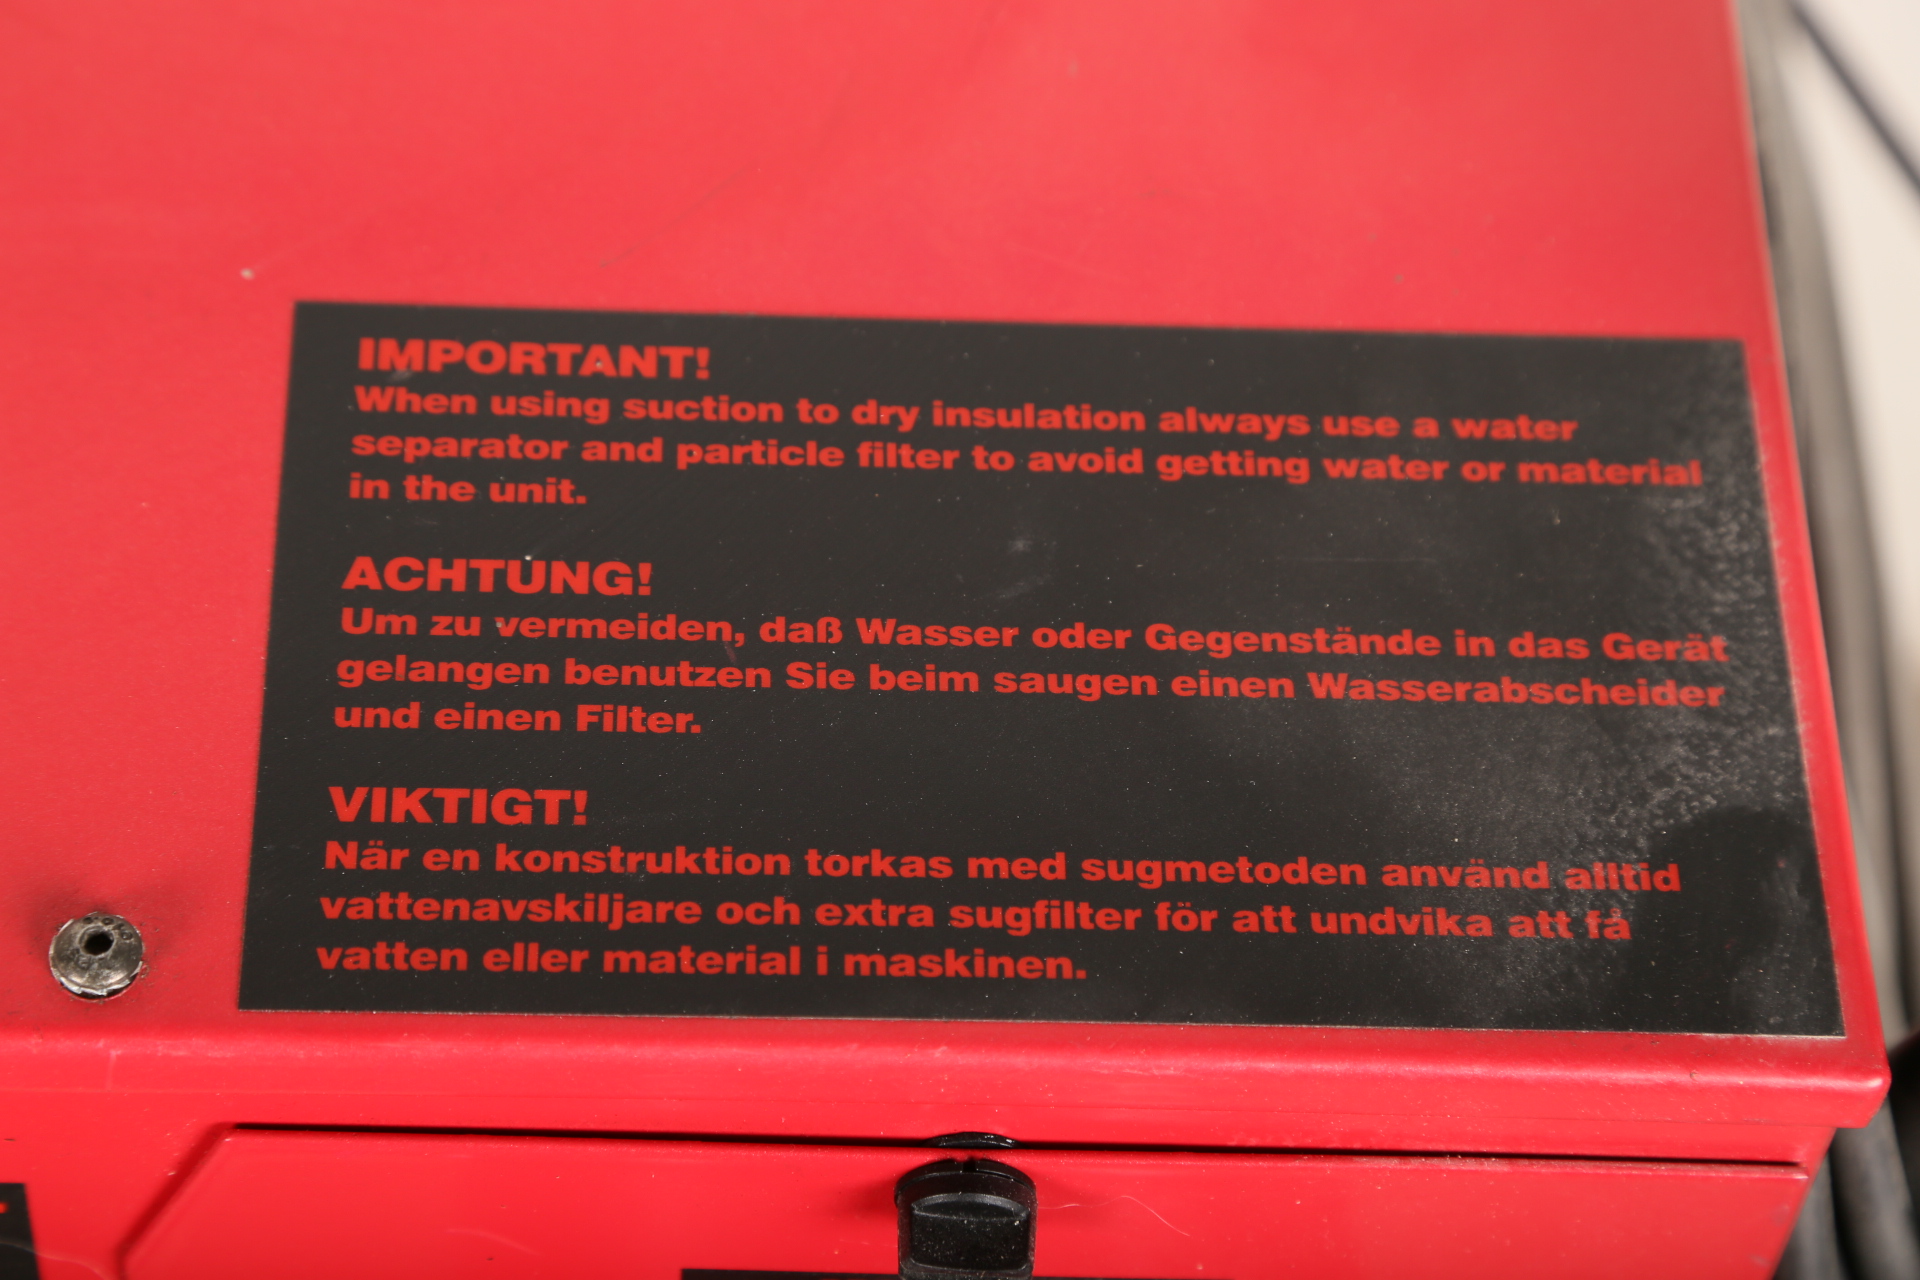 IMPORTANT!
When using suction to dry insulation always use a water
separator and particle filter to avoid getting water or material
in the unit.
ACHTUNG!
Um zu vermeiden, daß Wasser oder Gegenstände in das Gerät
gelangen benutzen Sie beim saugen einen Wasserabscheider
und einen Filter.
VIKTIGT!
När en konstruktion torkas med sugmetoden använd alltid
vattenavskiljare och extra sugfilter för att undvika att få
vatten eller material i maskinen.